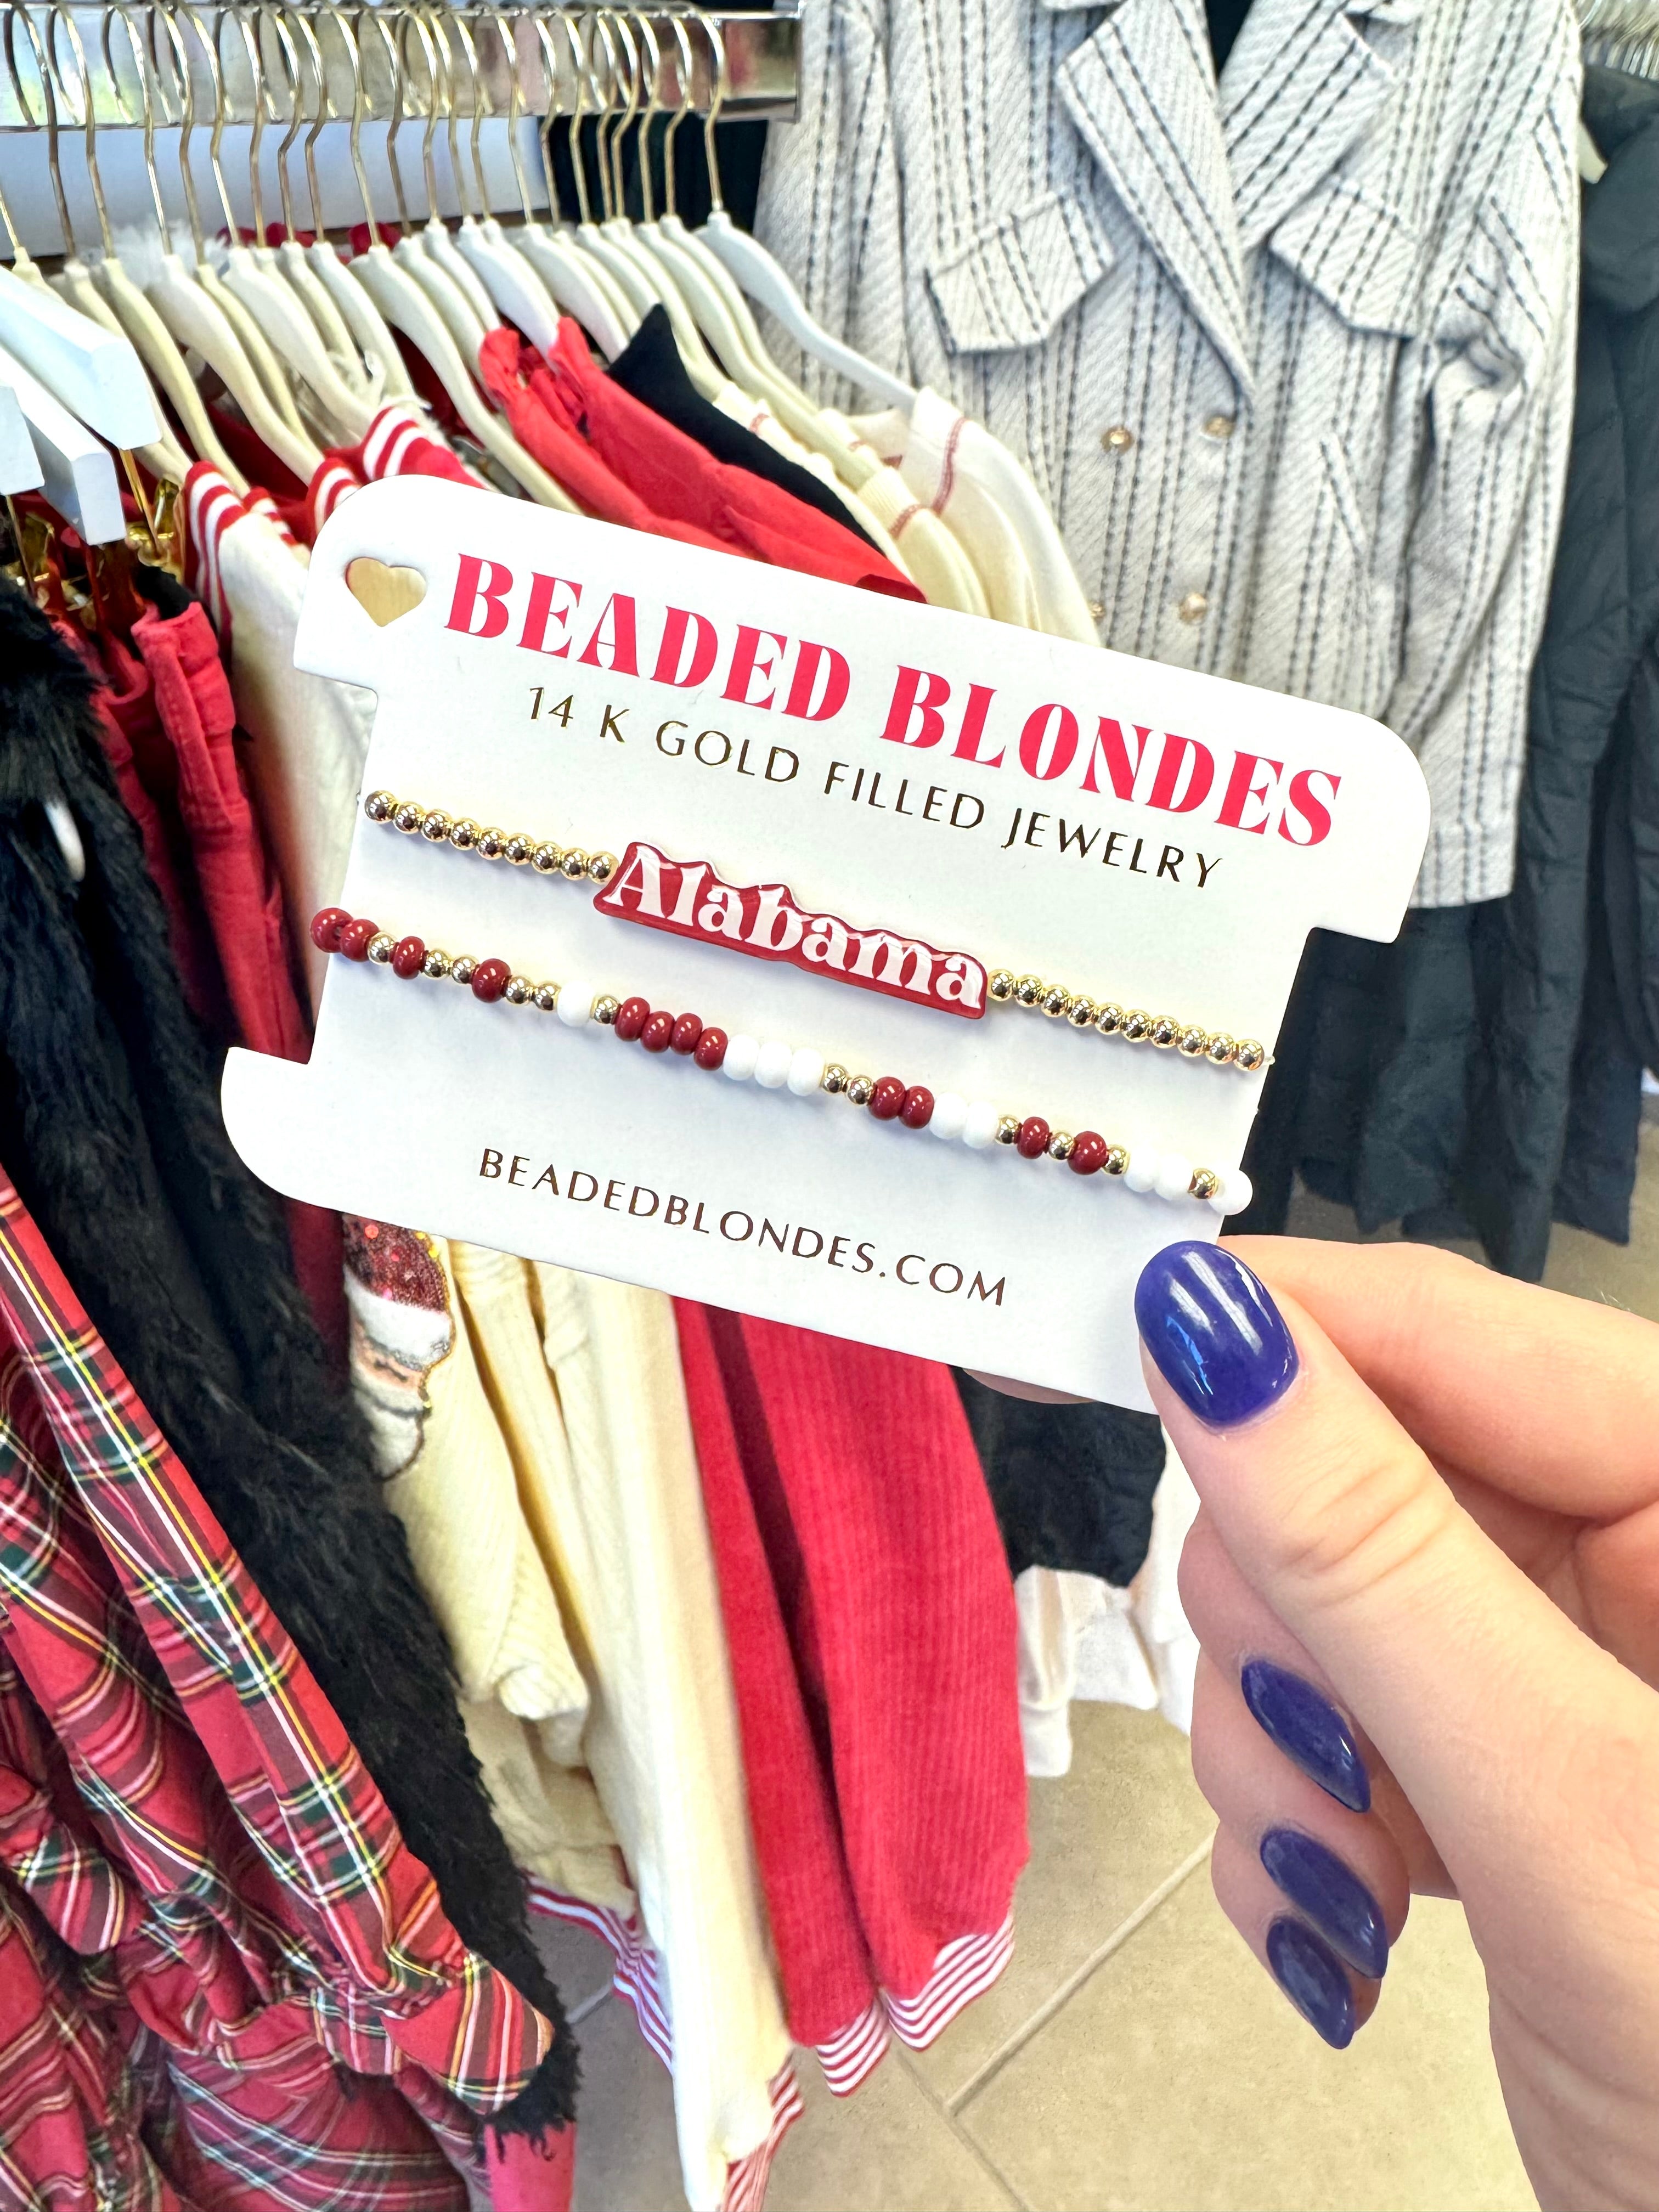 BEADED BLONDES
14 K GOLD FILLED JEWELRY
Alabama
BEADEDBLONDES.COM